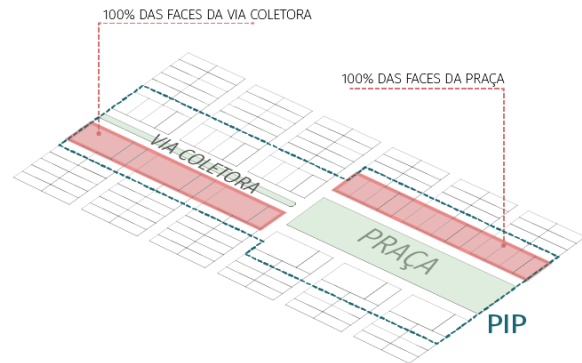 100% DAS FACES DA VIA COLETORA
100% DAS FACES DA PRAÇA
VIA COLETORA
PRAÇA
PIP